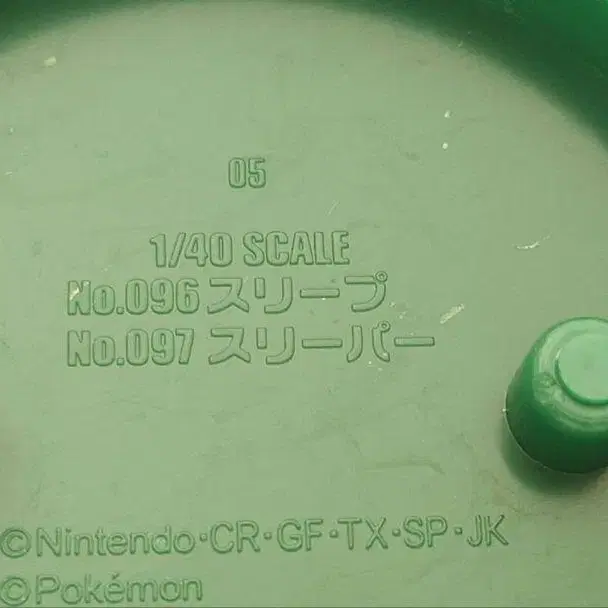 05
1/40 SCALE
No.096 スリープ
No.097 スリーパー
©Nintendo･CR･GF･TX･SP･JK
©Pokémon